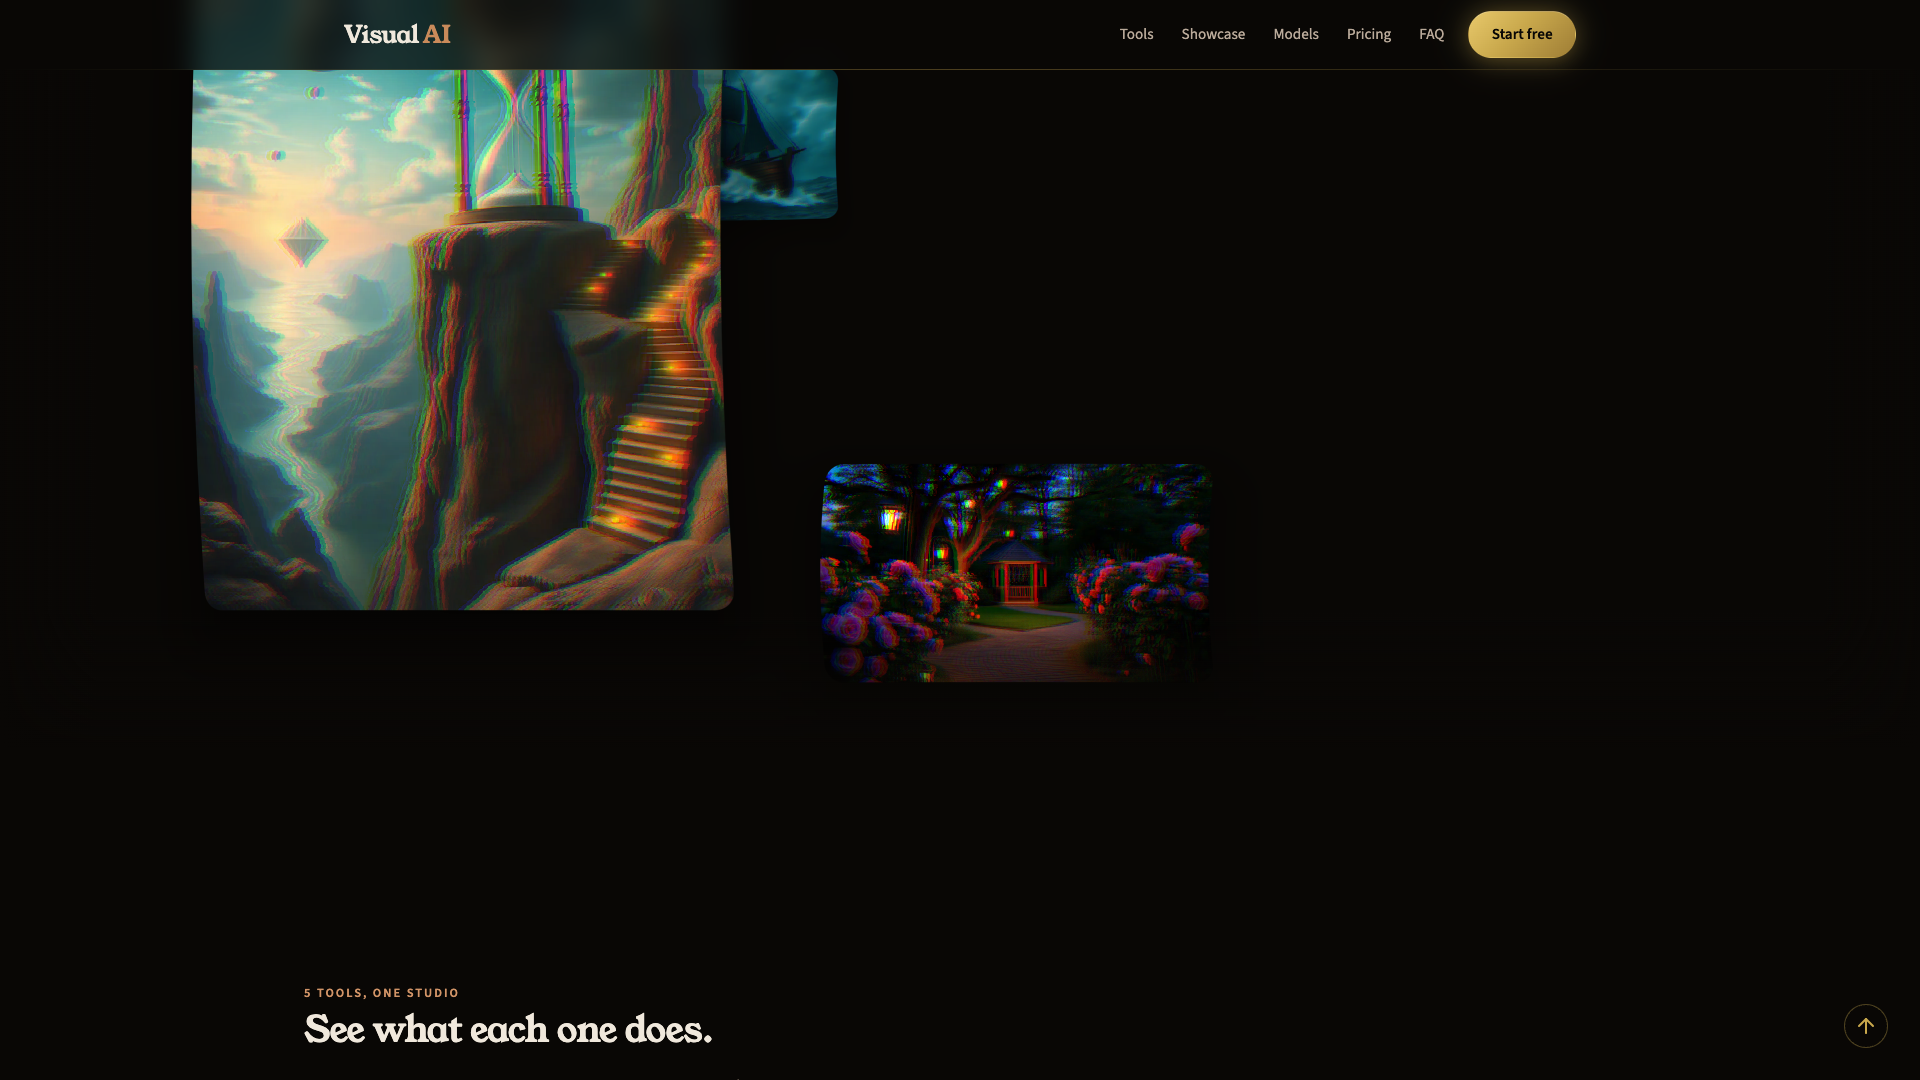 Visual AI
Tools
Showcase
Models
Pricing
FAQ
Start free
5 TOOLS, ONE STUDIO
See what each one does.